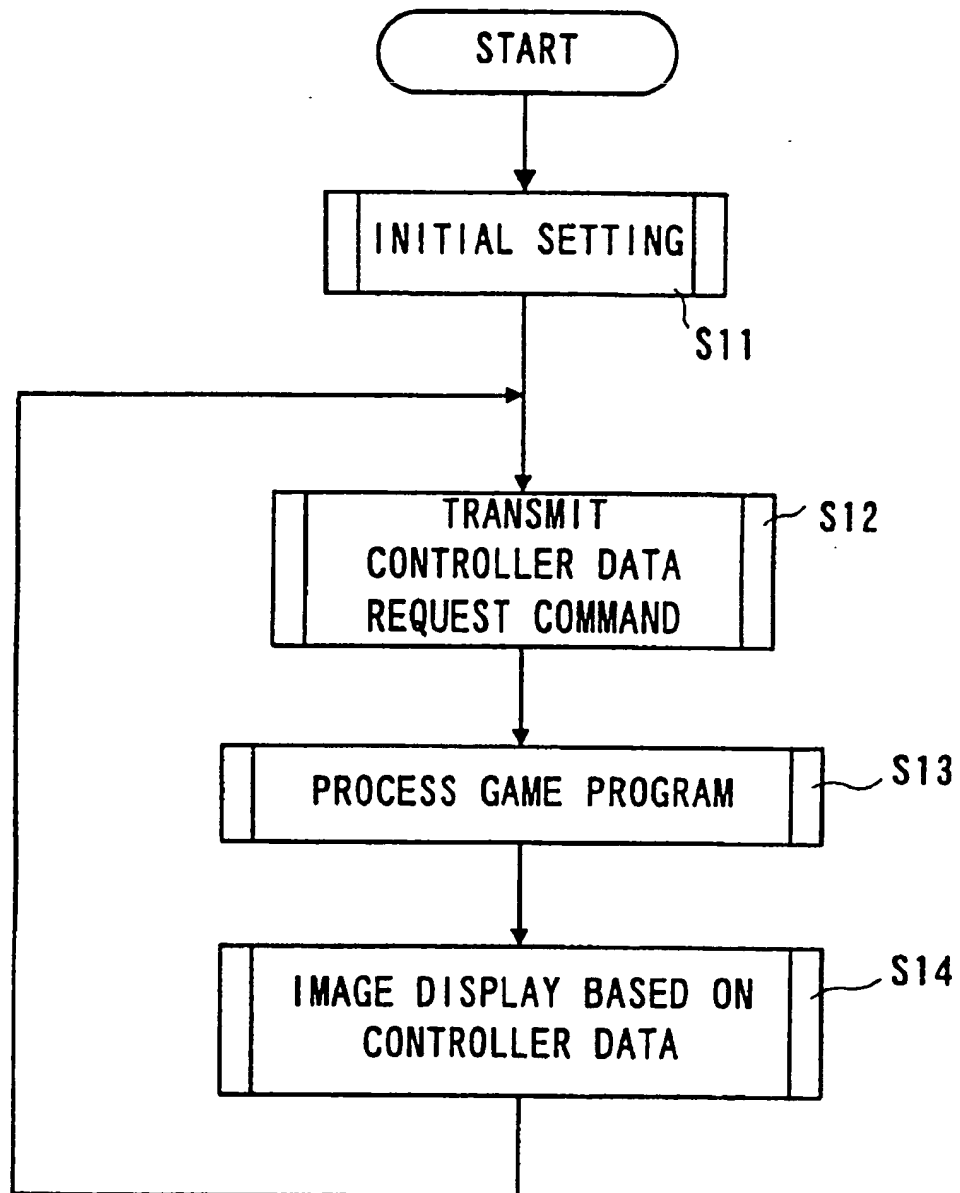 START
INITIAL SETTING
S11
TRANSMIT
CONTROLLER DATA
REQUEST COMMAND
S12
PROCESS GAME PROGRAM
S13
IMAGE DISPLAY BASED ON
CONTROLLER DATA
S14